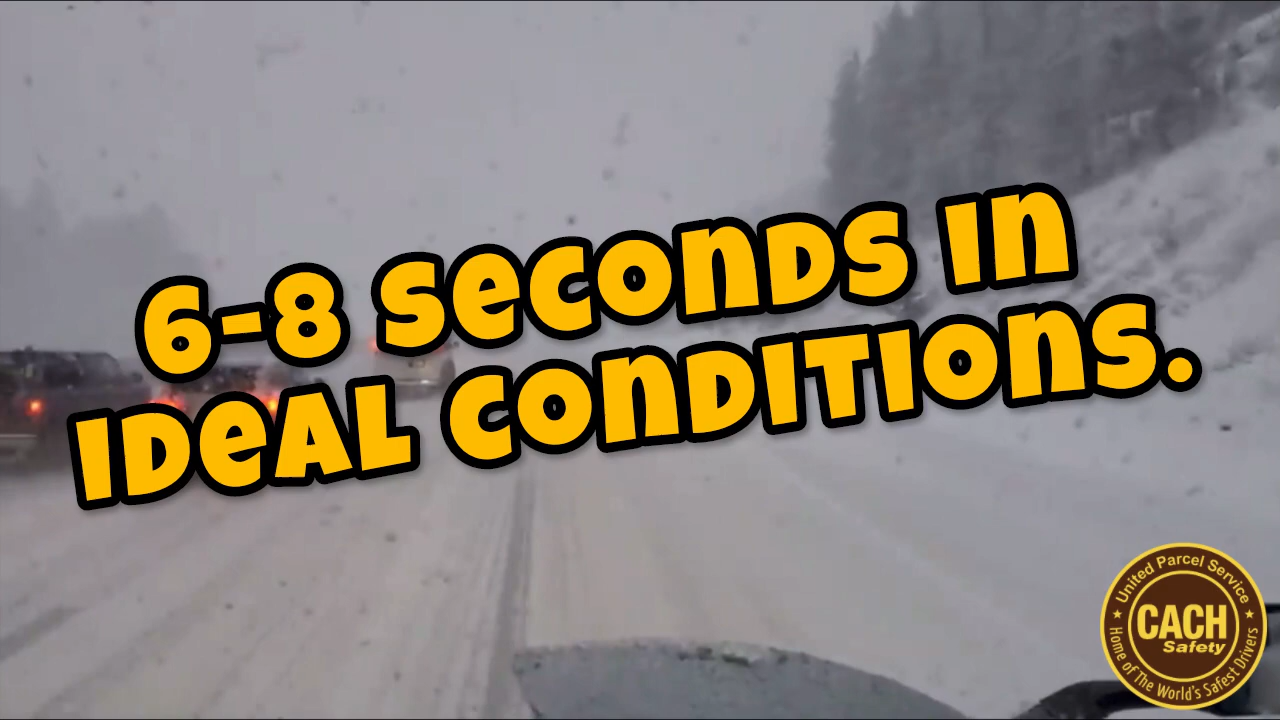 6-8 seconds in
ideal conditions.
United Parcel Service
CACH
Safety
Home of The World's Safest Drivers